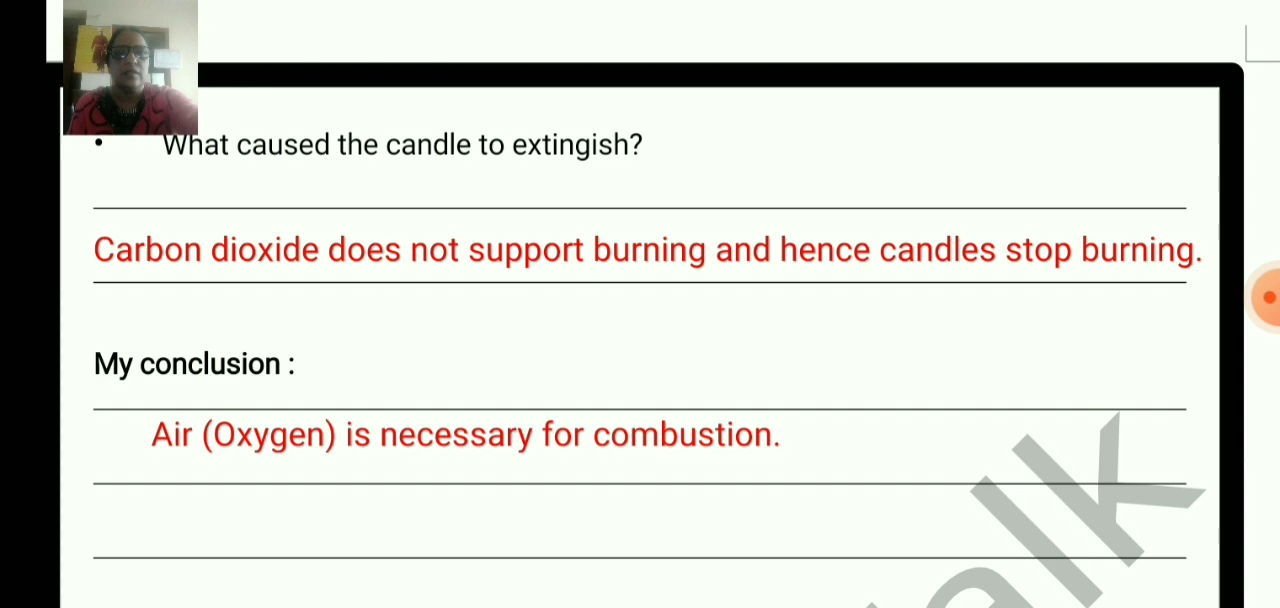 • What caused the candle to extingish?
Carbon dioxide does not support burning and hence candles stop burning.
My conclusion :
Air (Oxygen) is necessary for combustion.
alk